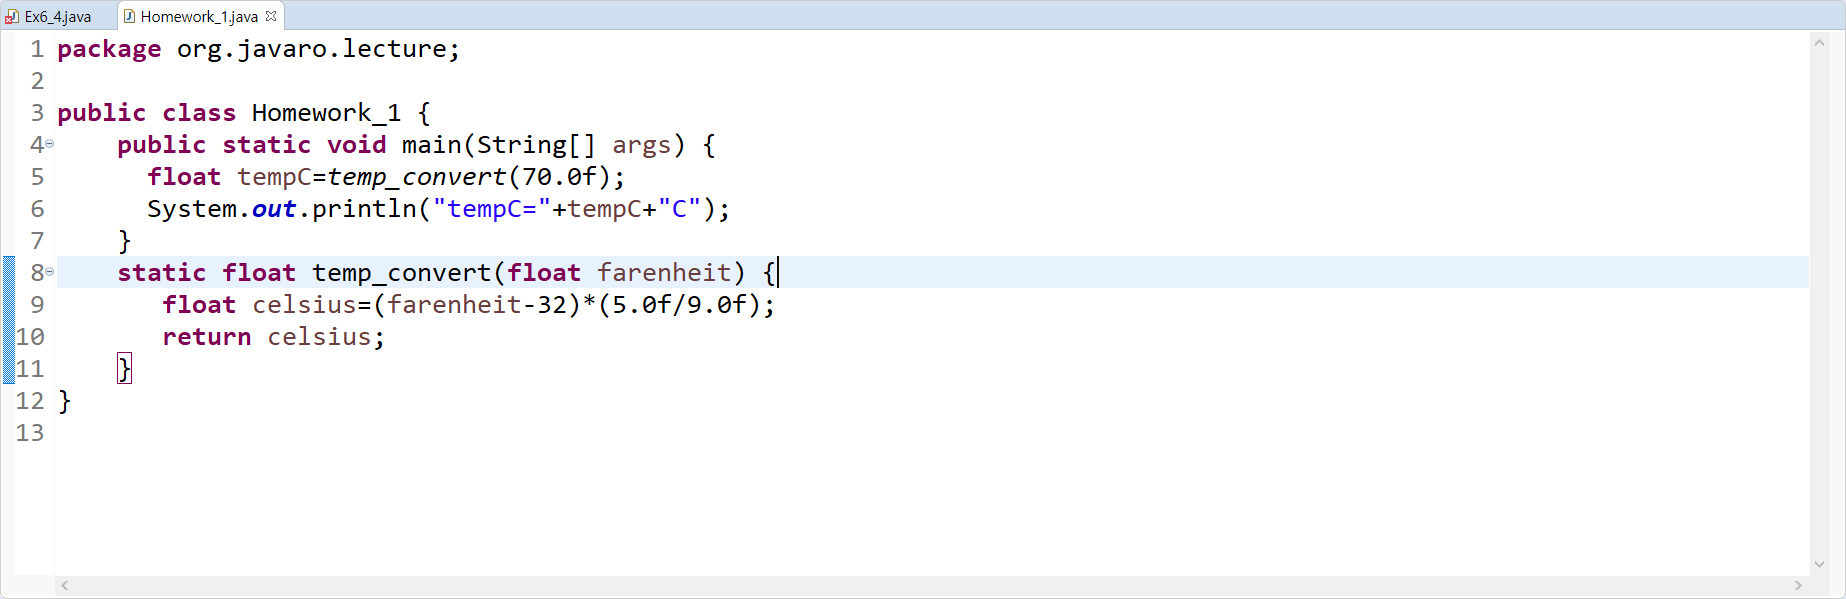 Ex6_4.java Homework_1.java
1 package org.javaro.lecture;
2
3 public class Homework_1 {
4 public static void main(String[] args) {
5 float tempC=temp_convert(70.0f);
6 System.out.println("tempC="+tempC+"C");
7 }
8 static float temp_convert(float farenheit) {
9 float celsius=(farenheit-32)*(5.0f/9.0f);
10 return celsius;
11 }
12 }
13